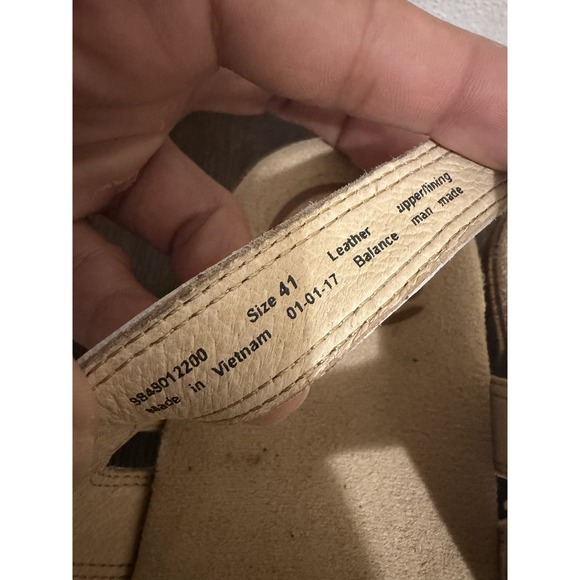 9849012200 Size 41 Leather upper/lining
Made in Vietnam 01-01-17 Balance man made